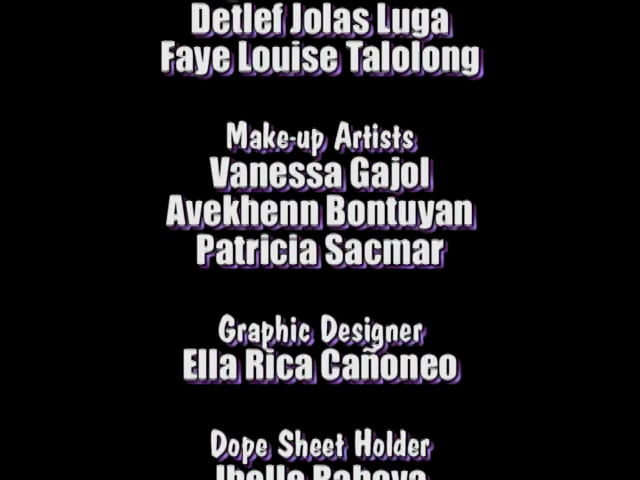 Detlef Jolas Luga
Faye Louise Talolong
Make-up Artists
Vanessa Gajol
Avekhenn Bontuyan
Patricia Sacmar
Graphic Designer
Ella Rica Cañoneo
Dope Sheet Holder